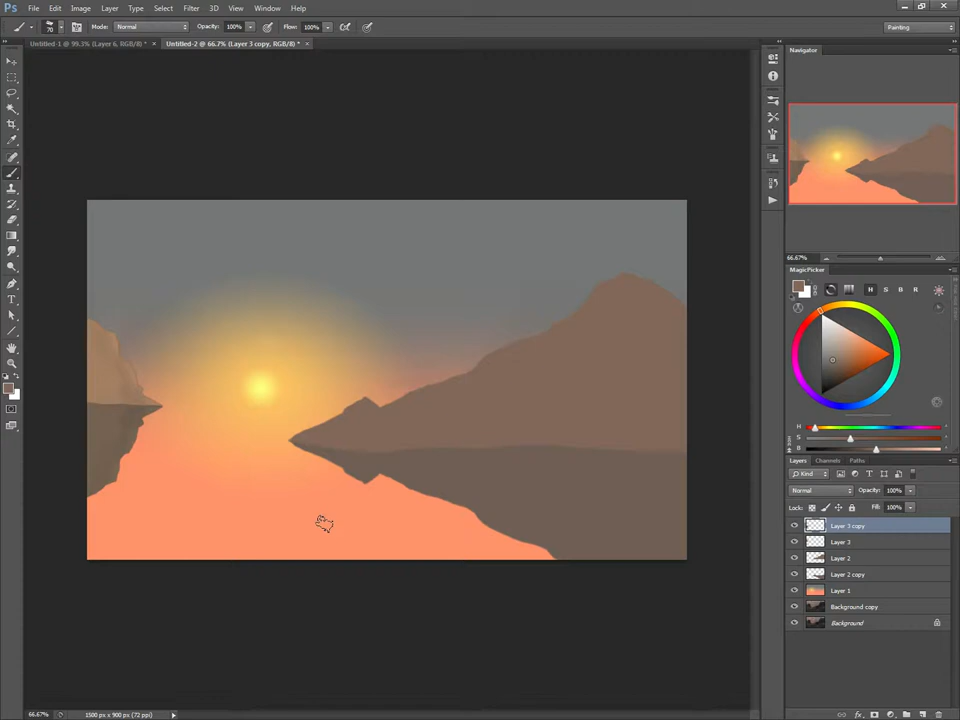 Ps File Edit Image Layer Type Select Filter 3D View Window Help
70 Mode: Normal Opacity: 100% Flow: 100% Painting
Untitled-1 @ 99.3% (Layer 6, RGB/8) * × Untitled-2 @ 66.7% (Layer 3 copy, RGB/8) * ×
Navigator
66.67%
MagicPicker
H S B R
H
S
B
Layers Channels Paths
Kind
Normal Opacity: 100%
Lock: Fill: 100%
Layer 3 copy
Layer 3
Layer 2
Layer 2 copy
Layer 1
Background copy
Background
66.67% 1500 px x 900 px (72 ppi)